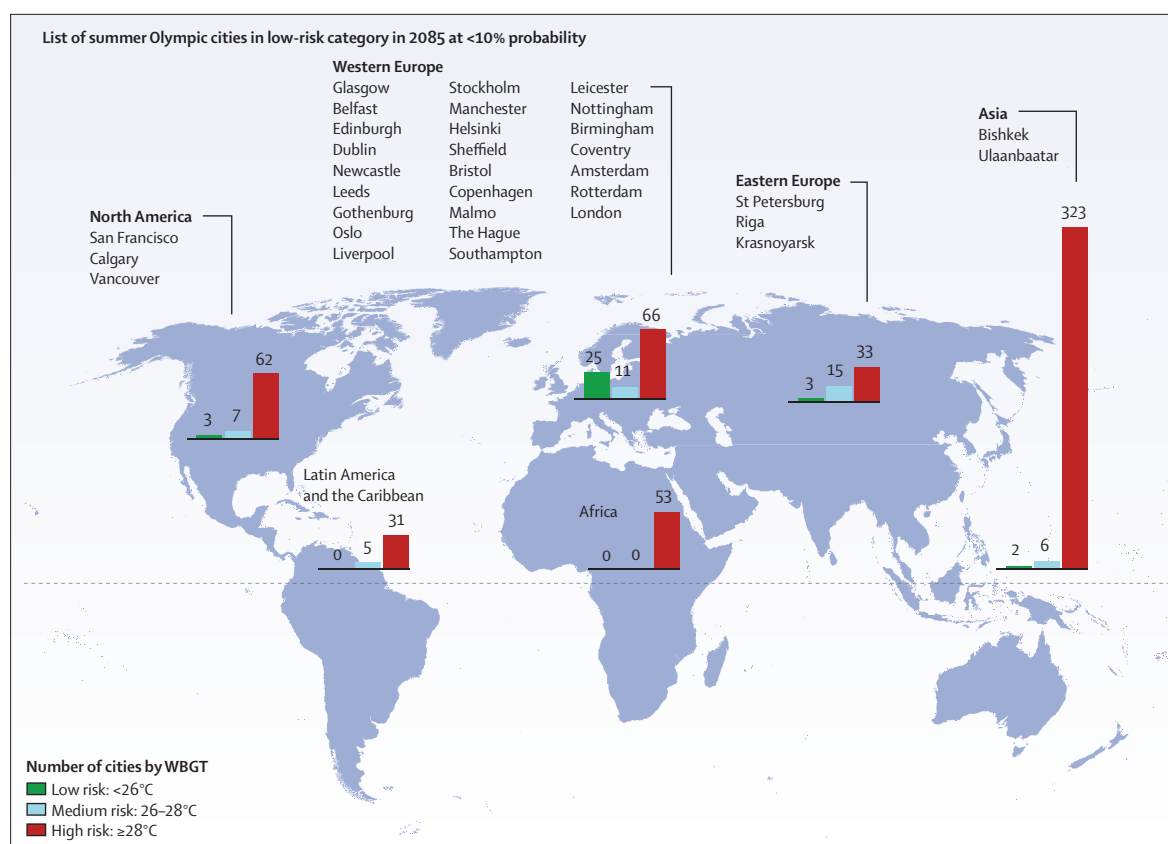 List of summer Olympic cities in low-risk category in 2085 at <10% probability
Western Europe
Glasgow
Belfast
Edinburgh
Dublin
Newcastle
Leeds
Gothenburg
Oslo
Liverpool
Stockholm
Manchester
Helsinki
Sheffield
Bristol
Copenhagen
Malmo
The Hague
Southampton
Leicester
Nottingham
Birmingham
Coventry
Amsterdam
Rotterdam
London
Asia
Bishkek
Ulaanbaatar
Eastern Europe
St Petersburg
Riga
Krasnoyarsk
North America
San Francisco
Calgary
Vancouver
3 7 62
25 11 66
3 15 33
2 6 323
Latin America
and the Caribbean
0 5 31
Africa
0 0 53
Number of cities by WBGT
Low risk: <26°C
Medium risk: 26–28°C
High risk: ≥28°C